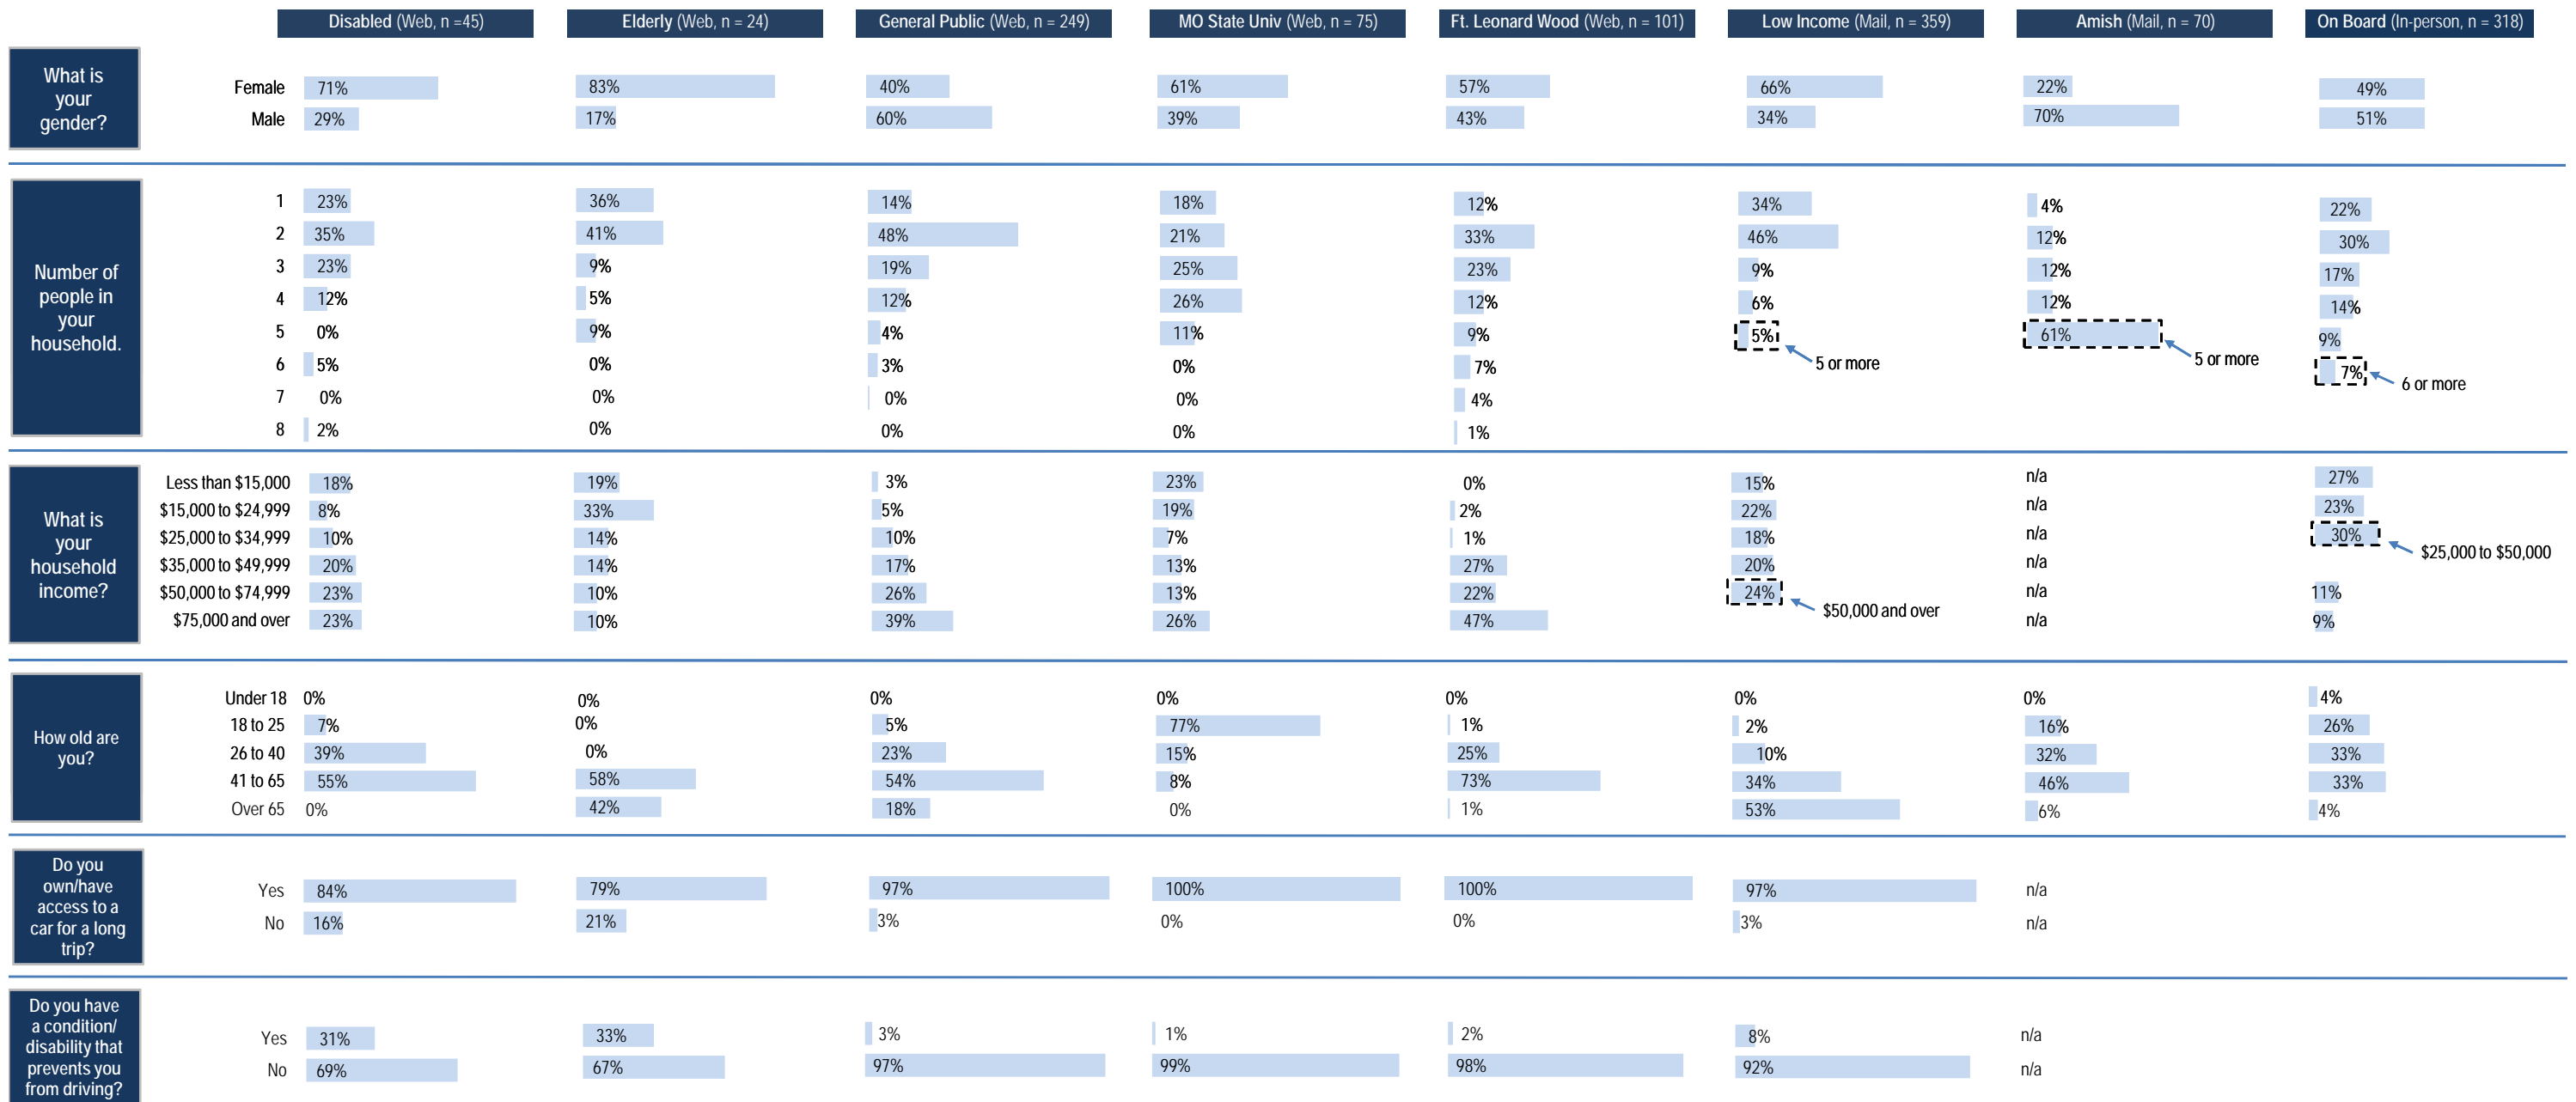 Disabled (Web, n =45) Elderly (Web, n = 24) General Public (Web, n = 249) MO State Univ (Web, n = 75) Ft. Leonard Wood (Web, n = 101) Low Income (Mail, n = 359) Amish (Mail, n = 70) On Board (In-person, n = 318)
What is
your
gender?
Female 71% 83% 40% 61% 57% 66% 22% 49%
Male 29% 17% 60% 39% 43% 34% 70% 51%
Number of
people in
your
household.
1 23% 36% 14% 18% 12% 34% 4% 22%
2 35% 41% 48% 21% 33% 46% 12% 30%
3 23% 9% 19% 25% 23% 9% 12% 17%
4 12% 5% 12% 26% 12% 6% 12% 14%
5 0% 9% 4% 11% 9% 5% 61% 9%
5 or more 5 or more
6 5% 0% 3% 0% 7% 7%
6 or more
7 0% 0% 0% 0% 4%
8 2% 0% 0% 0% 1%
What is
your
household
income?
Less than $15,000 18% 19% 3% 23% 0% 15% n/a 27%
$15,000 to $24,999 8% 33% 5% 19% 2% 22% n/a 23%
$25,000 to $34,999 10% 14% 10% 7% 1% 18% n/a 30%
$25,000 to $50,000
$35,000 to $49,999 20% 14% 17% 13% 27% 20% n/a
$50,000 to $74,999 23% 10% 26% 13% 22% 24% n/a 11%
$50,000 and over
$75,000 and over 23% 10% 39% 26% 47% n/a 9%
How old are
you?
Under 18 0% 0% 0% 0% 0% 0% 0% 4%
18 to 25 7% 0% 5% 77% 1% 2% 16% 26%
26 to 40 39% 0% 23% 15% 25% 10% 32% 33%
41 to 65 55% 58% 54% 8% 73% 34% 46% 33%
Over 65 0% 42% 18% 0% 1% 53% 6% 4%
Do you
own/have
access to a
car for a long
trip?
Yes 84% 79% 97% 100% 100% 97% n/a
No 16% 21% 3% 0% 0% 3% n/a
Do you have
a condition/
disability that
prevents you
from driving?
Yes 31% 33% 3% 1% 2% 8% n/a
No 69% 67% 97% 99% 98% 92% n/a